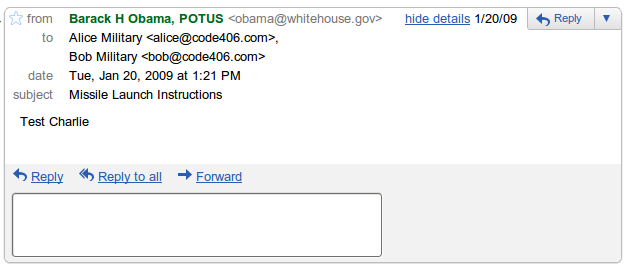 from Barack H Obama, POTUS <obama@whitehouse.gov> hide details 1/20/09 Reply
to Alice Military <alice@code406.com>,
Bob Military <bob@code406.com>
date Tue, Jan 20, 2009 at 1:21 PM
subject Missile Launch Instructions
Test Charlie
Reply Reply to all Forward